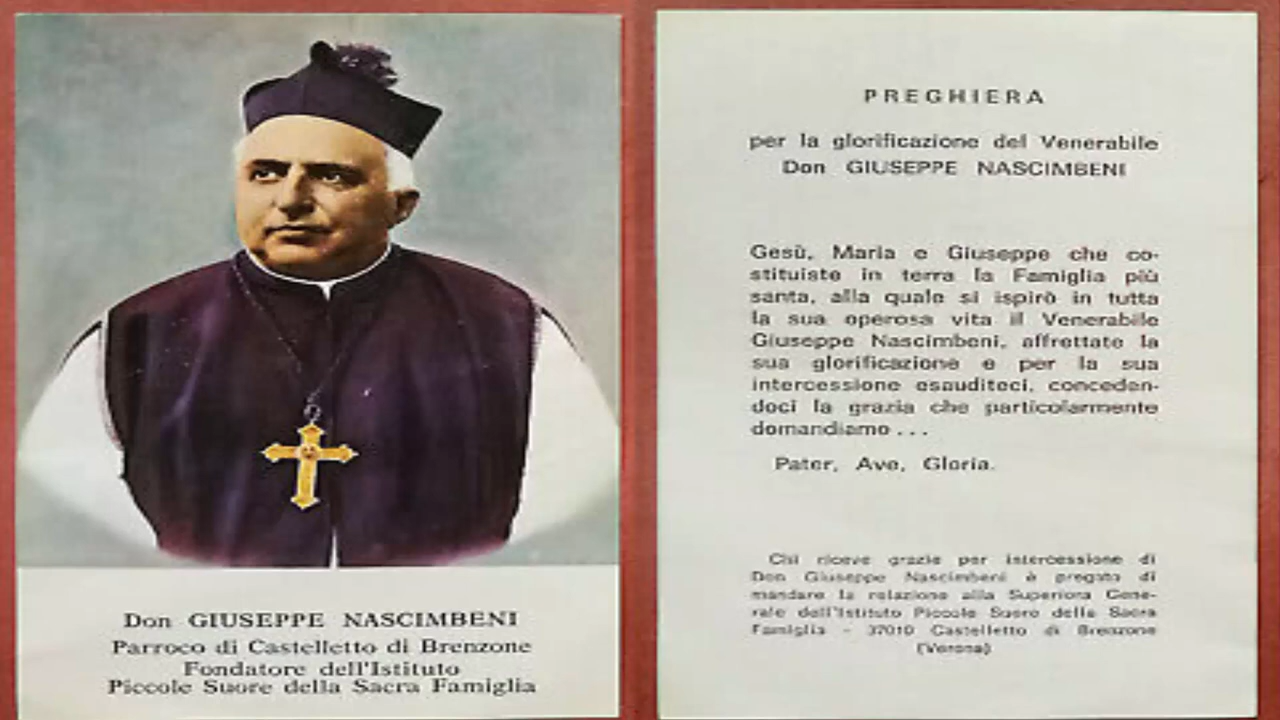 Don GIUSEPPE NASCIMBENI
Parroco di Castelletto di Brenzone
Fondatore dell'Istituto
Piccole Suore della Sacra Famiglia
PREGHIERA
per la glorificazione del Venerabile
Don GIUSEPPE NASCIMBENI
Gesù, Maria e Giuseppe che co-
stituiste in terra la Famiglia più
santa, alla quale si ispirò in tutta
la sua operosa vita il Venerabile
Giuseppe Nascimbeni, affrettate la
sua glorificazione e per la sua
intercessione esauditeci, conceden-
doci la grazia che particolarmente
domandiamo . . .
Pater, Ave, Gloria.
Chi riceve grazie per intercessione di
Don Giuseppe Nascimbeni è pregato di
mandare la relazione alla Superiora Gene-
rale dell'Istituto Piccole Suore della Sacra
Famiglia - 37010 Castelletto di Brenzone
(Verona)